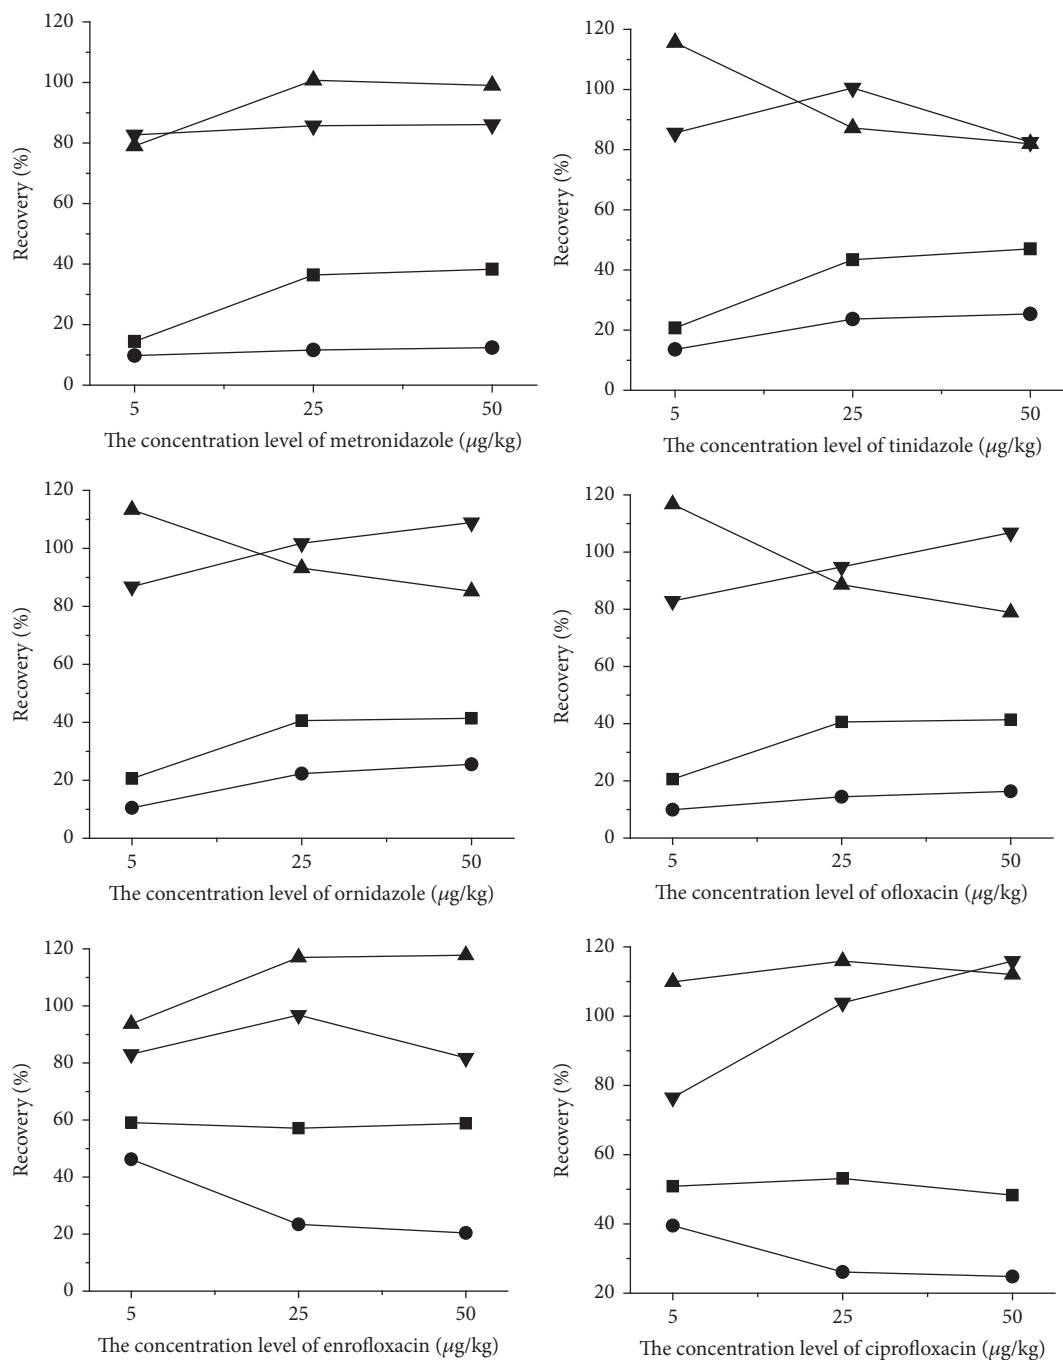 120
100
80
60
40
20
0
Recovery (%)
5 25 50
The concentration level of metronidazole (μg/kg)
120
100
80
60
40
20
0
Recovery (%)
5 25 50
The concentration level of tinidazole (μg/kg)
120
100
80
60
40
20
0
Recovery (%)
5 25 50
The concentration level of ornidazole (μg/kg)
120
100
80
60
40
20
0
Recovery (%)
5 25 50
The concentration level of ofloxacin (μg/kg)
120
100
80
60
40
20
0
Recovery (%)
5 25 50
The concentration level of enrofloxacin (μg/kg)
120
100
80
60
40
20
Recovery (%)
5 25 50
The concentration level of ciprofloxacin (μg/kg)